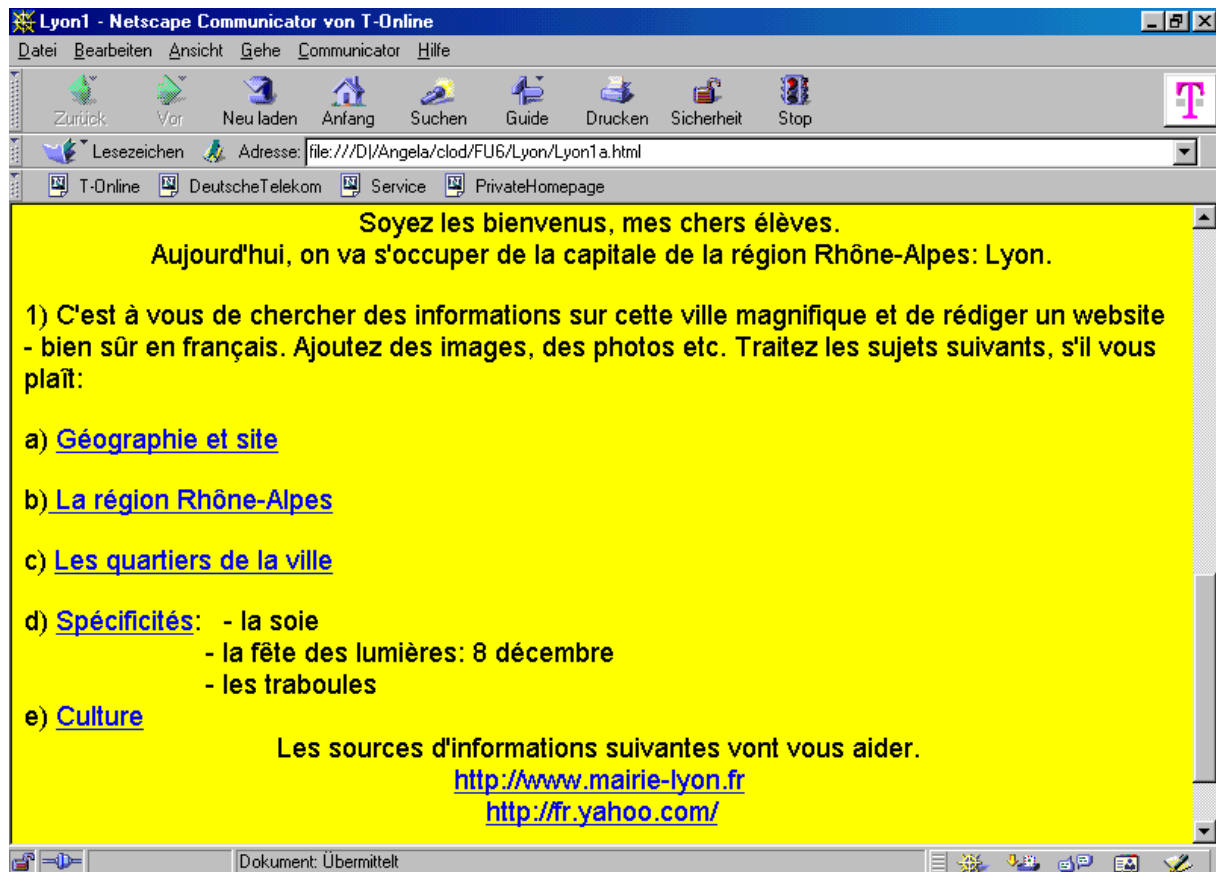 Lyon1 - Netscape Communicator von T-Online
Datei Bearbeiten Ansicht Gehe Communicator Hilfe
Zurück Vor Neu laden Anfang Suchen Guide Drucken Sicherheit Stop
T
Lesezeichen Adresse: file:///D|/Angela/clod/FU6/Lyon/Lyon1a.html
T-Online DeutscheTelekom Service PrivateHomepage
Soyez les bienvenus, mes chers élèves.
Aujourd'hui, on va s'occuper de la capitale de la région Rhône-Alpes: Lyon.
1) C'est à vous de chercher des informations sur cette ville magnifique et de rédiger un website
- bien sûr en français. Ajoutez des images, des photos etc. Traitez les sujets suivants, s'il vous
plaît:
a) Géographie et site
b) La région Rhône-Alpes
c) Les quartiers de la ville
d) Spécificités: - la soie
- la fête des lumières: 8 décembre
- les traboules
e) Culture
Les sources d'informations suivantes vont vous aider.
http://www.mairie-lyon.fr
http://fr.yahoo.com/
Dokument: Übermittelt